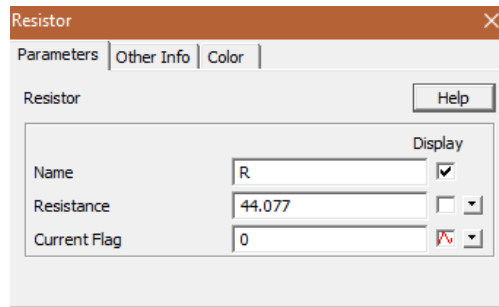 Resistor
Parameters Other Info Color
Resistor Help
Display
Name R
Resistance 44.077
Current Flag 0